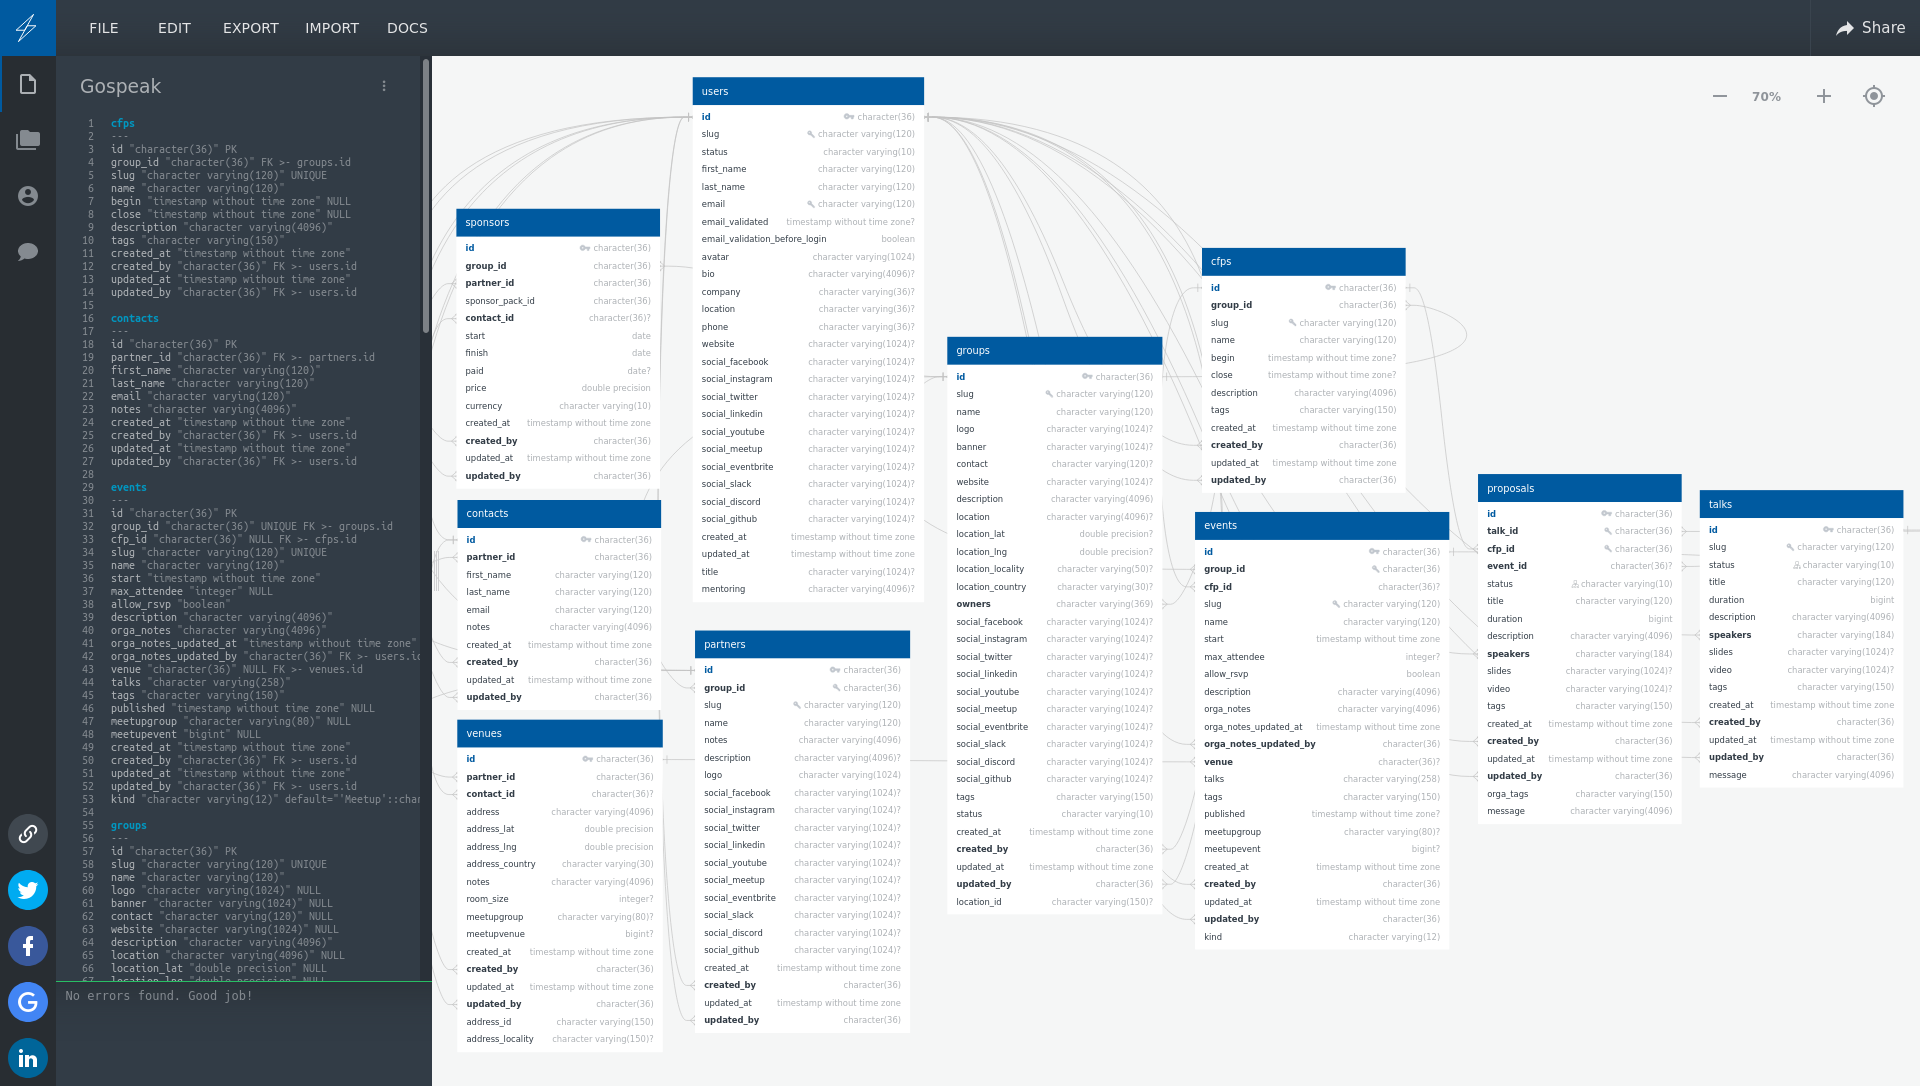 FILE
EDIT
EXPORT
IMPORT
DOCS
Share
Gospeak
70%
1 cfps
2 ---
3 id "character(36)" PK
4 group_id "character(36)" FK >- groups.id
5 slug "character varying(120)" UNIQUE
6 name "character varying(120)"
7 begin "timestamp without time zone" NULL
8 close "timestamp without time zone" NULL
9 description "character varying(4096)"
10 tags "character varying(150)"
11 created_at "timestamp without time zone"
12 created_by "character(36)" FK >- users.id
13 updated_at "timestamp without time zone"
14 updated_by "character(36)" FK >- users.id
15
16 contacts
17 ---
18 id "character(36)" PK
19 partner_id "character(36)" FK >- partners.id
20 first_name "character varying(120)"
21 last_name "character varying(120)"
22 email "character varying(120)"
23 notes "character varying(4096)"
24 created_at "timestamp without time zone"
25 created_by "character(36)" FK >- users.id
26 updated_at "timestamp without time zone"
27 updated_by "character(36)" FK >- users.id
28
29 events
30 ---
31 id "character(36)" PK
32 group_id "character(36)" UNIQUE FK >- groups.id
33 cfp_id "character(36)" NULL FK >- cfps.id
34 slug "character varying(120)" UNIQUE
35 name "character varying(120)"
36 start "timestamp without time zone"
37 max_attendee "integer" NULL
38 allow_rsvp "boolean"
39 description "character varying(4096)"
40 orga_notes "character varying(4096)"
41 orga_notes_updated_at "timestamp without time zone"
42 orga_notes_updated_by "character(36)" FK >- users.id
43 venue "character(36)" NULL FK >- venues.id
44 talks "character varying(258)"
45 tags "character varying(150)"
46 published "timestamp without time zone" NULL
47 meetupgroup "character varying(80)" NULL
48 meetupevent "bigint" NULL
49 created_at "timestamp without time zone"
50 created_by "character(36)" FK >- users.id
51 updated_at "timestamp without time zone"
52 updated_by "character(36)" FK >- users.id
53 kind "character varying(12)" default="'Meetup'::char
54
55 groups
56 ---
57 id "character(36)" PK
58 slug "character varying(120)" UNIQUE
59 name "character varying(120)"
60 logo "character varying(1024)" NULL
61 banner "character varying(1024)" NULL
62 contact "character varying(120)" NULL
63 website "character varying(1024)" NULL
64 description "character varying(4096)"
65 location "character varying(4096)" NULL
66 location_lat "double precision" NULL
67 location_lng "double precision" NULL
No errors found. Good job!
sponsors
id character(36)
group_id character(36)
partner_id character(36)
sponsor_pack_id character(36)
contact_id character(36)?
start date
finish date
paid date?
price double precision
currency character varying(10)
created_at timestamp without time zone
created_by character(36)
updated_at timestamp without time zone
updated_by character(36)
contacts
id character(36)
partner_id character(36)
first_name character varying(120)
last_name character varying(120)
email character varying(120)
notes character varying(4096)
created_at timestamp without time zone
created_by character(36)
updated_at timestamp without time zone
updated_by character(36)
venues
id character(36)
partner_id character(36)
contact_id character(36)?
address character varying(4096)
address_lat double precision
address_lng double precision
address_country character varying(30)
notes character varying(4096)
room_size integer?
meetupgroup character varying(80)?
meetupvenue bigint?
created_at timestamp without time zone
created_by character(36)
updated_at timestamp without time zone
updated_by character(36)
address_id character varying(150)
address_locality character varying(150)?
users
id character(36)
slug character varying(120)
status character varying(10)
first_name character varying(120)
last_name character varying(120)
email character varying(120)
email_validated timestamp without time zone?
email_validation_before_login boolean
avatar character varying(1024)
bio character varying(4096)?
company character varying(36)?
location character varying(36)?
phone character varying(36)?
website character varying(1024)?
social_facebook character varying(1024)?
social_instagram character varying(1024)?
social_twitter character varying(1024)?
social_linkedin character varying(1024)?
social_youtube character varying(1024)?
social_meetup character varying(1024)?
social_eventbrite character varying(1024)?
social_slack character varying(1024)?
social_discord character varying(1024)?
social_github character varying(1024)?
created_at timestamp without time zone
updated_at timestamp without time zone
title character varying(1024)?
mentoring character varying(4096)?
partners
id character(36)
group_id character(36)
slug character varying(120)
name character varying(120)
notes character varying(4096)
description character varying(4096)?
logo character varying(1024)
social_facebook character varying(1024)?
social_instagram character varying(1024)?
social_twitter character varying(1024)?
social_linkedin character varying(1024)?
social_youtube character varying(1024)?
social_meetup character varying(1024)?
social_eventbrite character varying(1024)?
social_slack character varying(1024)?
social_discord character varying(1024)?
social_github character varying(1024)?
created_at timestamp without time zone
created_by character(36)
updated_at timestamp without time zone
updated_by character(36)
groups
id character(36)
slug character varying(120)
name character varying(120)
logo character varying(1024)?
banner character varying(1024)?
contact character varying(120)?
website character varying(1024)?
description character varying(4096)
location character varying(4096)?
location_lat double precision?
location_lng double precision?
location_locality character varying(50)?
location_country character varying(30)?
owners character varying(369)
social_facebook character varying(1024)?
social_instagram character varying(1024)?
social_twitter character varying(1024)?
social_linkedin character varying(1024)?
social_youtube character varying(1024)?
social_meetup character varying(1024)?
social_eventbrite character varying(1024)?
social_slack character varying(1024)?
social_discord character varying(1024)?
social_github character varying(1024)?
tags character varying(150)
status character varying(10)
created_at timestamp without time zone
created_by character(36)
updated_at timestamp without time zone
updated_by character(36)
location_id character varying(150)?
cfps
id character(36)
group_id character(36)
slug character varying(120)
name character varying(120)
begin timestamp without time zone?
close timestamp without time zone?
description character varying(4096)
tags character varying(150)
created_at timestamp without time zone
created_by character(36)
updated_at timestamp without time zone
updated_by character(36)
events
id character(36)
group_id character(36)
cfp_id character(36)?
slug character varying(120)
name character varying(120)
start timestamp without time zone
max_attendee integer?
allow_rsvp boolean
description character varying(4096)
orga_notes character varying(4096)
orga_notes_updated_at timestamp without time zone
orga_notes_updated_by character(36)
venue character(36)?
talks character varying(258)
tags character varying(150)
published timestamp without time zone?
meetupgroup character varying(80)?
meetupevent bigint?
created_at timestamp without time zone
created_by character(36)
updated_at timestamp without time zone
updated_by character(36)
kind character varying(12)
proposals
id character(36)
talk_id character(36)
cfp_id character(36)
event_id character(36)?
status character varying(10)
title character varying(120)
duration bigint
description character varying(4096)
speakers character varying(184)
slides character varying(1024)?
video character varying(1024)?
tags character varying(150)
created_at timestamp without time zone
created_by character(36)
updated_at timestamp without time zone
updated_by character(36)
orga_tags character varying(150)
message character varying(4096)
talks
id character(36)
slug character varying(120)
status character varying(10)
title character varying(120)
duration bigint
description character varying(4096)
speakers character varying(184)
slides character varying(1024)?
video character varying(1024)?
tags character varying(150)
created_at timestamp without time zone
created_by character(36)
updated_at timestamp without time zone
updated_by character(36)
message character varying(4096)